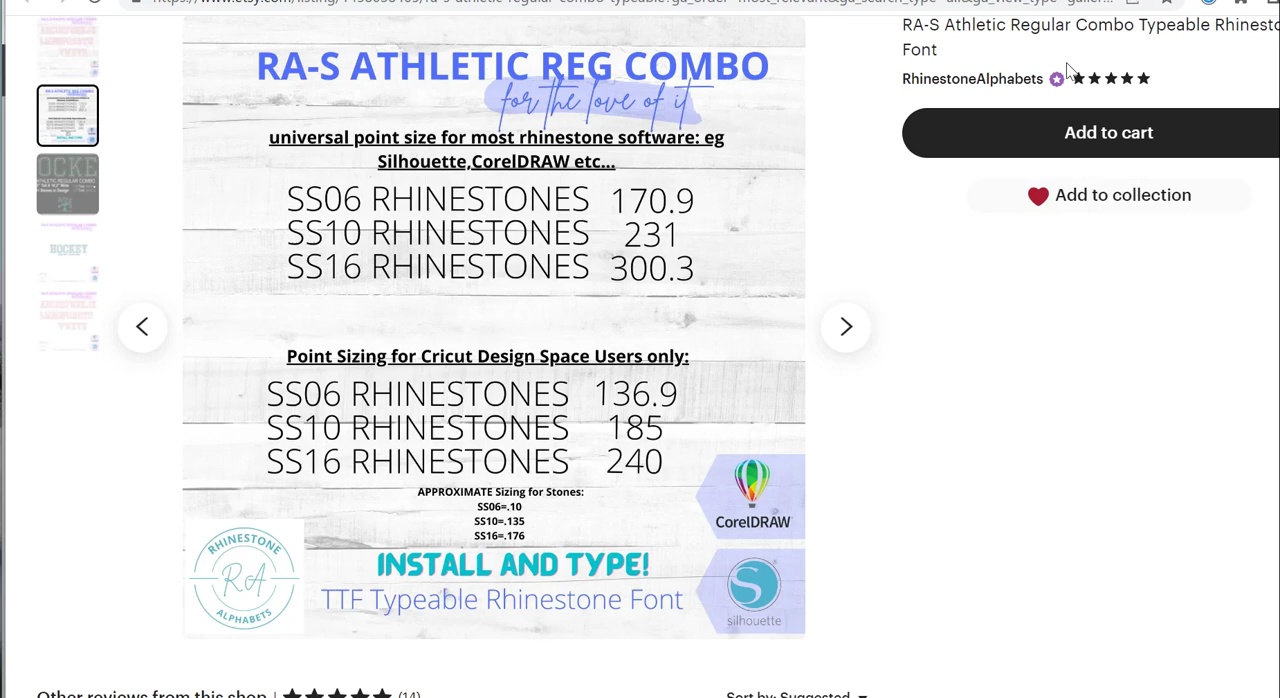 RA-S Athletic Regular Combo Typeable
Font
RhinestoneAlphabets
Add to cart
Add to collection
RA-S ATHLETIC REG COMBO
for the love of it
universal point size for most rhinestone software: eg
Silhouette,CorelDRAW etc...
SS06 RHINESTONES 170.9
SS10 RHINESTONES 231
SS16 RHINESTONES 300.3
Point Sizing for Cricut Design Space Users only:
SS06 RHINESTONES 136.9
SS10 RHINESTONES 185
SS16 RHINESTONES 240
APPROXIMATE Sizing for Stones:
SS06=.10
SS10=.135
SS16=.176
INSTALL AND TYPE!
TTF Typeable Rhinestone Font
RHINESTONE
RA
ALPHABETS
CorelDRAW
silhouette
HOCKEY
Other reviews from this shop | (14)
Sort by: Suggested